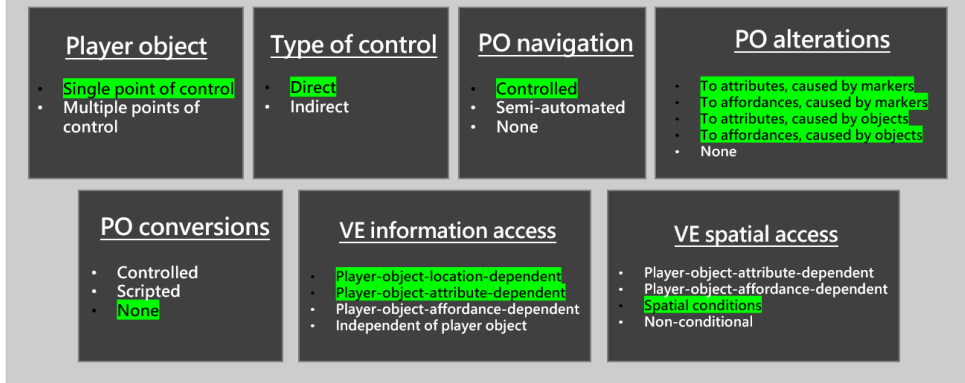 Player object
• Single point of control
• Multiple points of
control
Type of control
• Direct
• Indirect
PO navigation
• Controlled
• Semi-automated
• None
PO alterations
• To attributes, caused by markers
• To affordances, caused by markers
• To attributes, caused by objects
• To affordances, caused by objects
• None
PO conversions
• Controlled
• Scripted
• None
VE information access
• Player-object-location-dependent
• Player-object-attribute-dependent
• Player-object-affordance-dependent
• Independent of player object
VE spatial access
• Player-object-attribute-dependent
• Player-object-affordance-dependent
• Spatial conditions
• Non-conditional